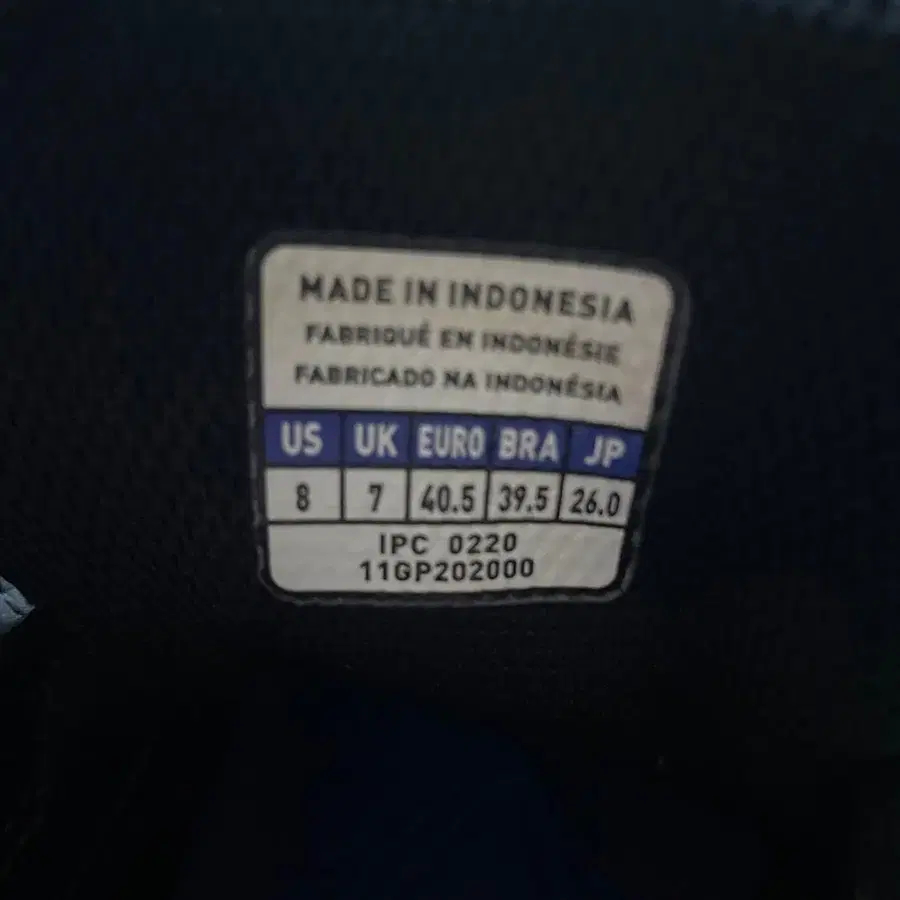 MADE IN INDONESIA
FABRIQUÉ EN INDONÉSIE
FABRICADO NA INDONÉSIA
US UK EURO BRA JP
8 7 40.5 39.5 26.0
IPC 0220
11GP202000